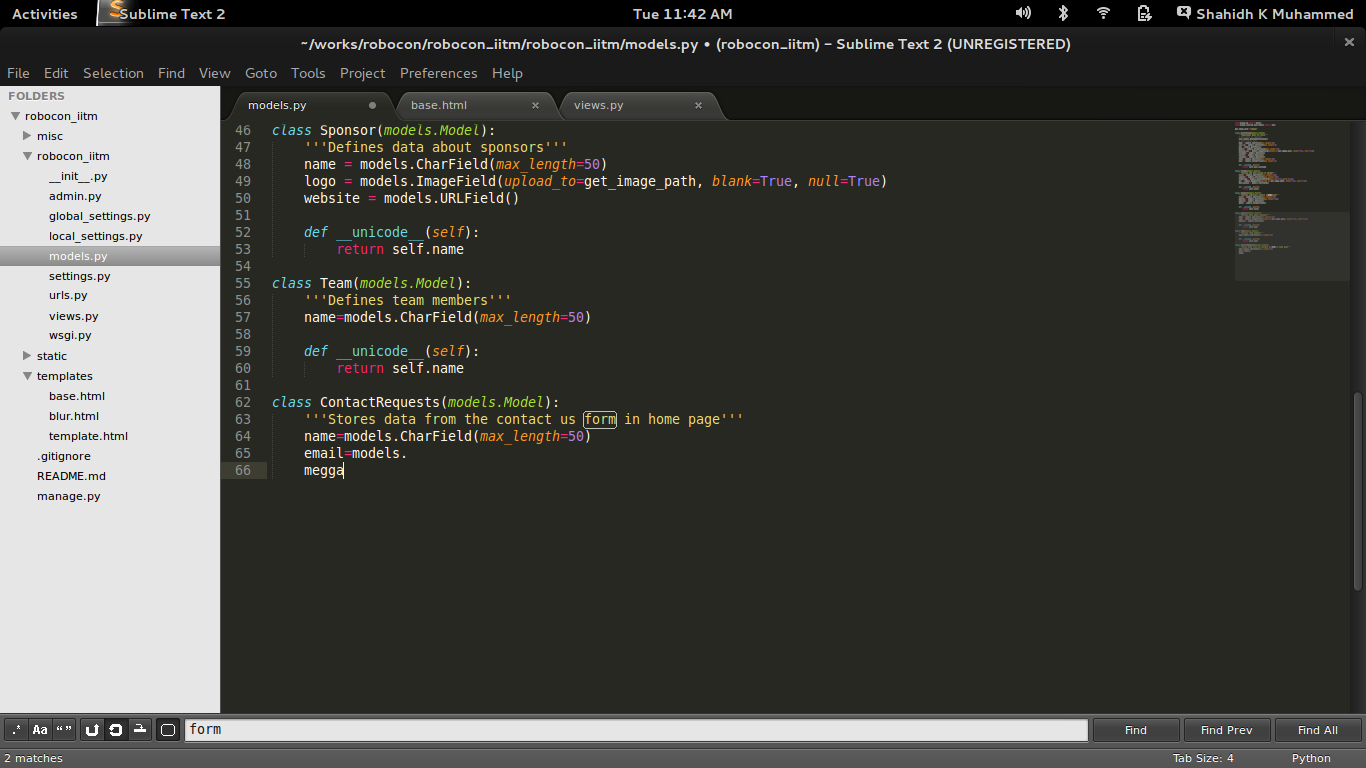 Activities Sublime Text 2 Tue 11:42 AM Shahidh K Muhammed
~/works/robocon/robocon_iitm/robocon_iitm/models.py • (robocon_iitm) – Sublime Text 2 (UNREGISTERED)
File Edit Selection Find View Goto Tools Project Preferences Help
FOLDERS
robocon_iitm
misc
robocon_iitm
__init__.py
admin.py
global_settings.py
local_settings.py
models.py
settings.py
urls.py
views.py
wsgi.py
static
templates
base.html
blur.html
template.html
.gitignore
README.md
manage.py
models.py base.html views.py
46 class Sponsor(models.Model):
47     '''Defines data about sponsors'''
48     name = models.CharField(max_length=50)
49     logo = models.ImageField(upload_to=get_image_path, blank=True, null=True)
50     website = models.URLField()
51
52     def __unicode__(self):
53         return self.name
54
55 class Team(models.Model):
56     '''Defines team members'''
57     name=models.CharField(max_length=50)
58
59     def __unicode__(self):
60         return self.name
61
62 class ContactRequests(models.Model):
63     '''Stores data from the contact us form in home page'''
64     name=models.CharField(max_length=50)
65     email=models.
66     megga
.* Aa “” form Find Find Prev Find All
2 matches Tab Size: 4 Python